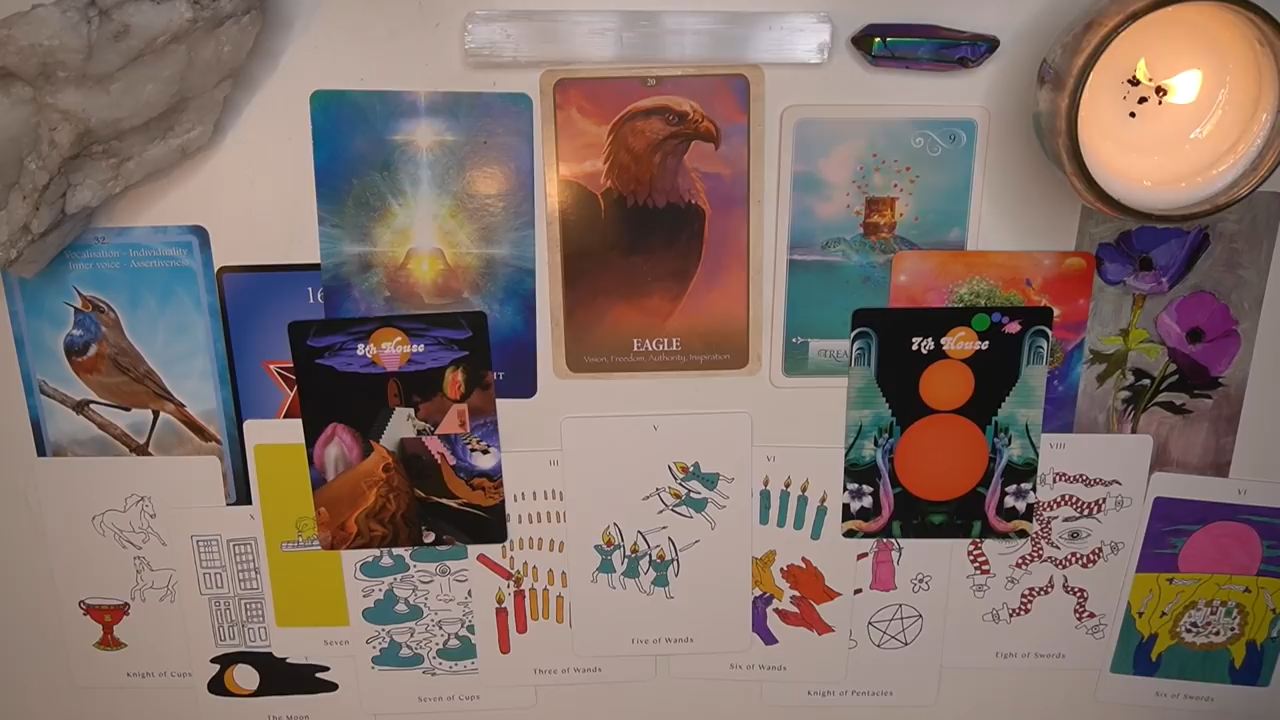 20
EAGLE
Vision, Freedom, Authority, Inspiration
9
32
Vocalisation - Individuality
Inner voice - Assertiveness
16
8th House
7th House
V
Five of Wands
III
Three of Wands
VI
Six of Wands
VIII
Eight of Swords
VI
Six of Swords
Knight of Cups
X
The Moon
Seven
Seven of Cups
Knight of Pentacles